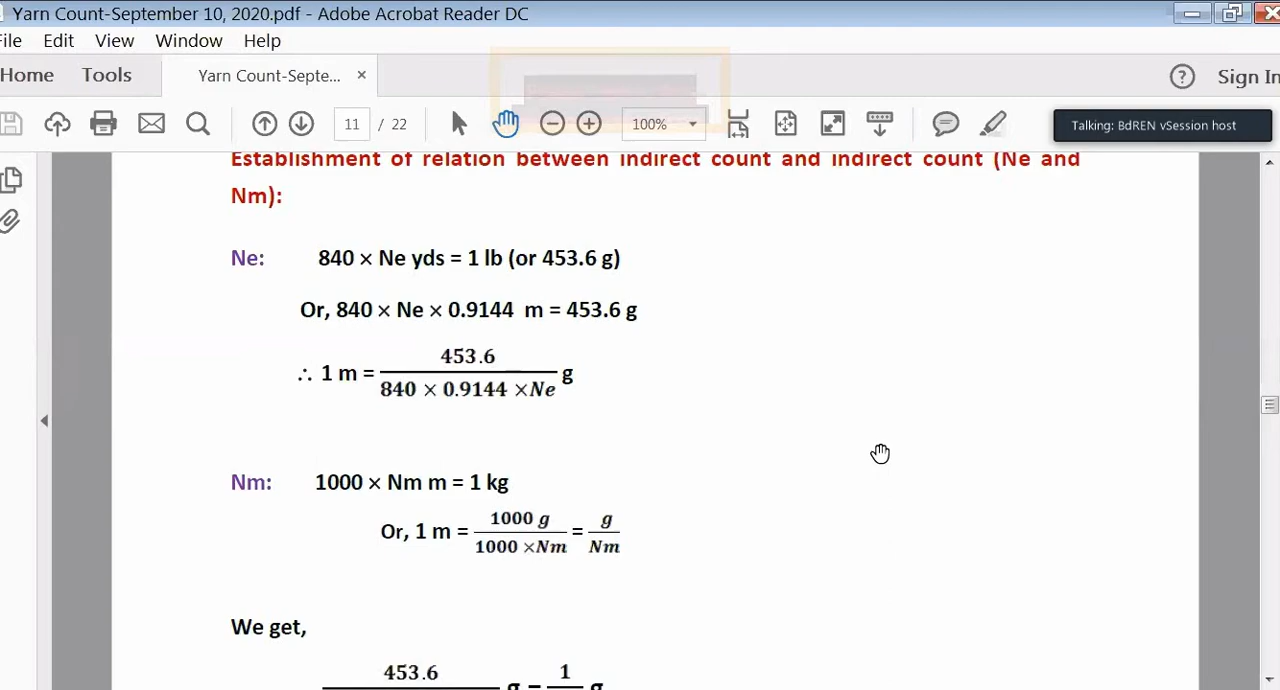 Yarn Count-September 10, 2020.pdf - Adobe Acrobat Reader DC
File Edit View Window Help
Home Tools Yarn Count-Septe... × ? Sign In
11 / 22 100% Talking: BdREN vSession host
Establishment of relation between indirect count and indirect count (Ne and
Nm):
Ne: 840 × Ne yds = 1 lb (or 453.6 g)
Or, 840 × Ne × 0.9144 m = 453.6 g
∴ 1 m = 453.6 / 840 × 0.9144 ×Ne g
Nm: 1000 × Nm m = 1 kg
Or, 1 m = 1000 g / 1000 ×Nm = g / Nm
We get,
453.6 g = 1 g